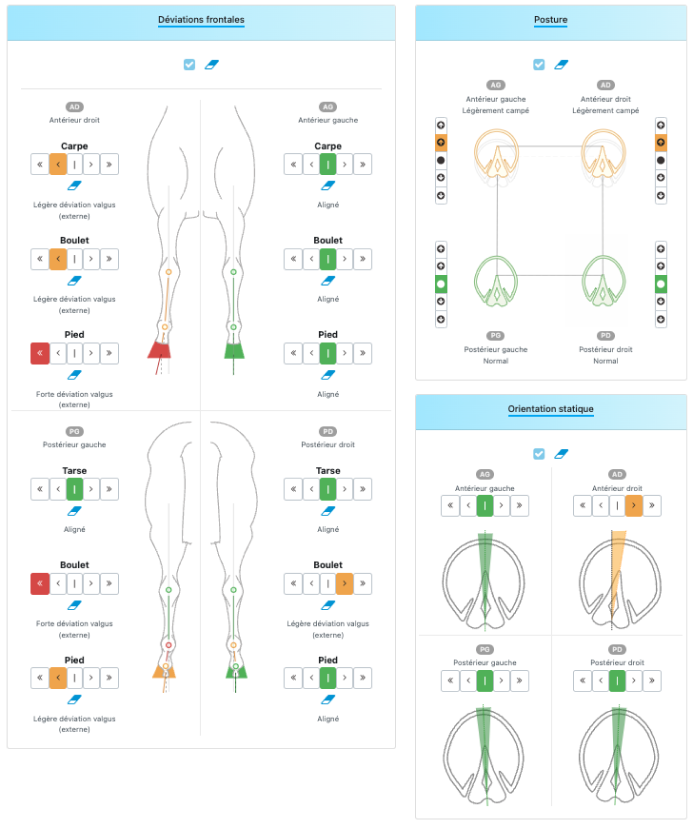 Déviations frontales
AD
Antérieur droit
Carpe
« < | > »
Légère déviation valgus
(externe)
Boulet
« < | > »
Légère déviation valgus
(externe)
Pied
« < | > »
Forte déviation valgus
(externe)
AG
Antérieur gauche
Carpe
« < | > »
Aligné
Boulet
« < | > »
Aligné
Pied
« < | > »
Aligné
PG
Postérieur gauche
Tarse
« < | > »
Aligné
Boulet
« < | > »
Forte déviation valgus
(externe)
Pied
« < | > »
Légère déviation valgus
(externe)
PD
Postérieur droit
Tarse
« < | > »
Aligné
Boulet
« < | > »
Légère déviation valgus
(externe)
Pied
« < | > »
Aligné
Posture
AG
Antérieur gauche
Légèrement campé
AD
Antérieur droit
Légèrement campé
PG
Postérieur gauche
Normal
PD
Postérieur droit
Normal
Orientation statique
AG
Antérieur gauche
« < | > »
AD
Antérieur droit
« < | > »
PG
Postérieur gauche
« < | > »
PD
Postérieur droit
« < | > »